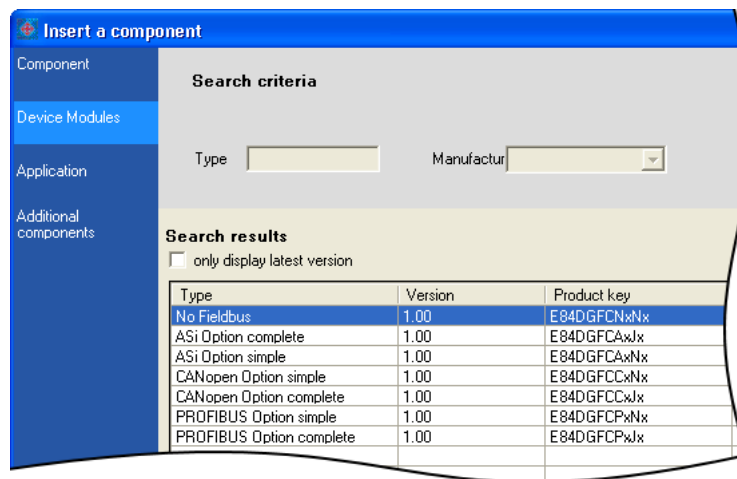 Insert a component
Component
Device Modules
Application
Additional
components
Search criteria
Type
Manufactur
Search results
only display latest version
Type Version Product key
No Fieldbus 1.00 E84DGFCNxNx
ASi Option complete 1.00 E84DGFCAxJx
ASi Option simple 1.00 E84DGFCAxNx
CANopen Option simple 1.00 E84DGFCCxNx
CANopen Option complete 1.00 E84DGFCCxJx
PROFIBUS Option simple 1.00 E84DGFCPxNx
PROFIBUS Option complete 1.00 E84DGFCPxJx